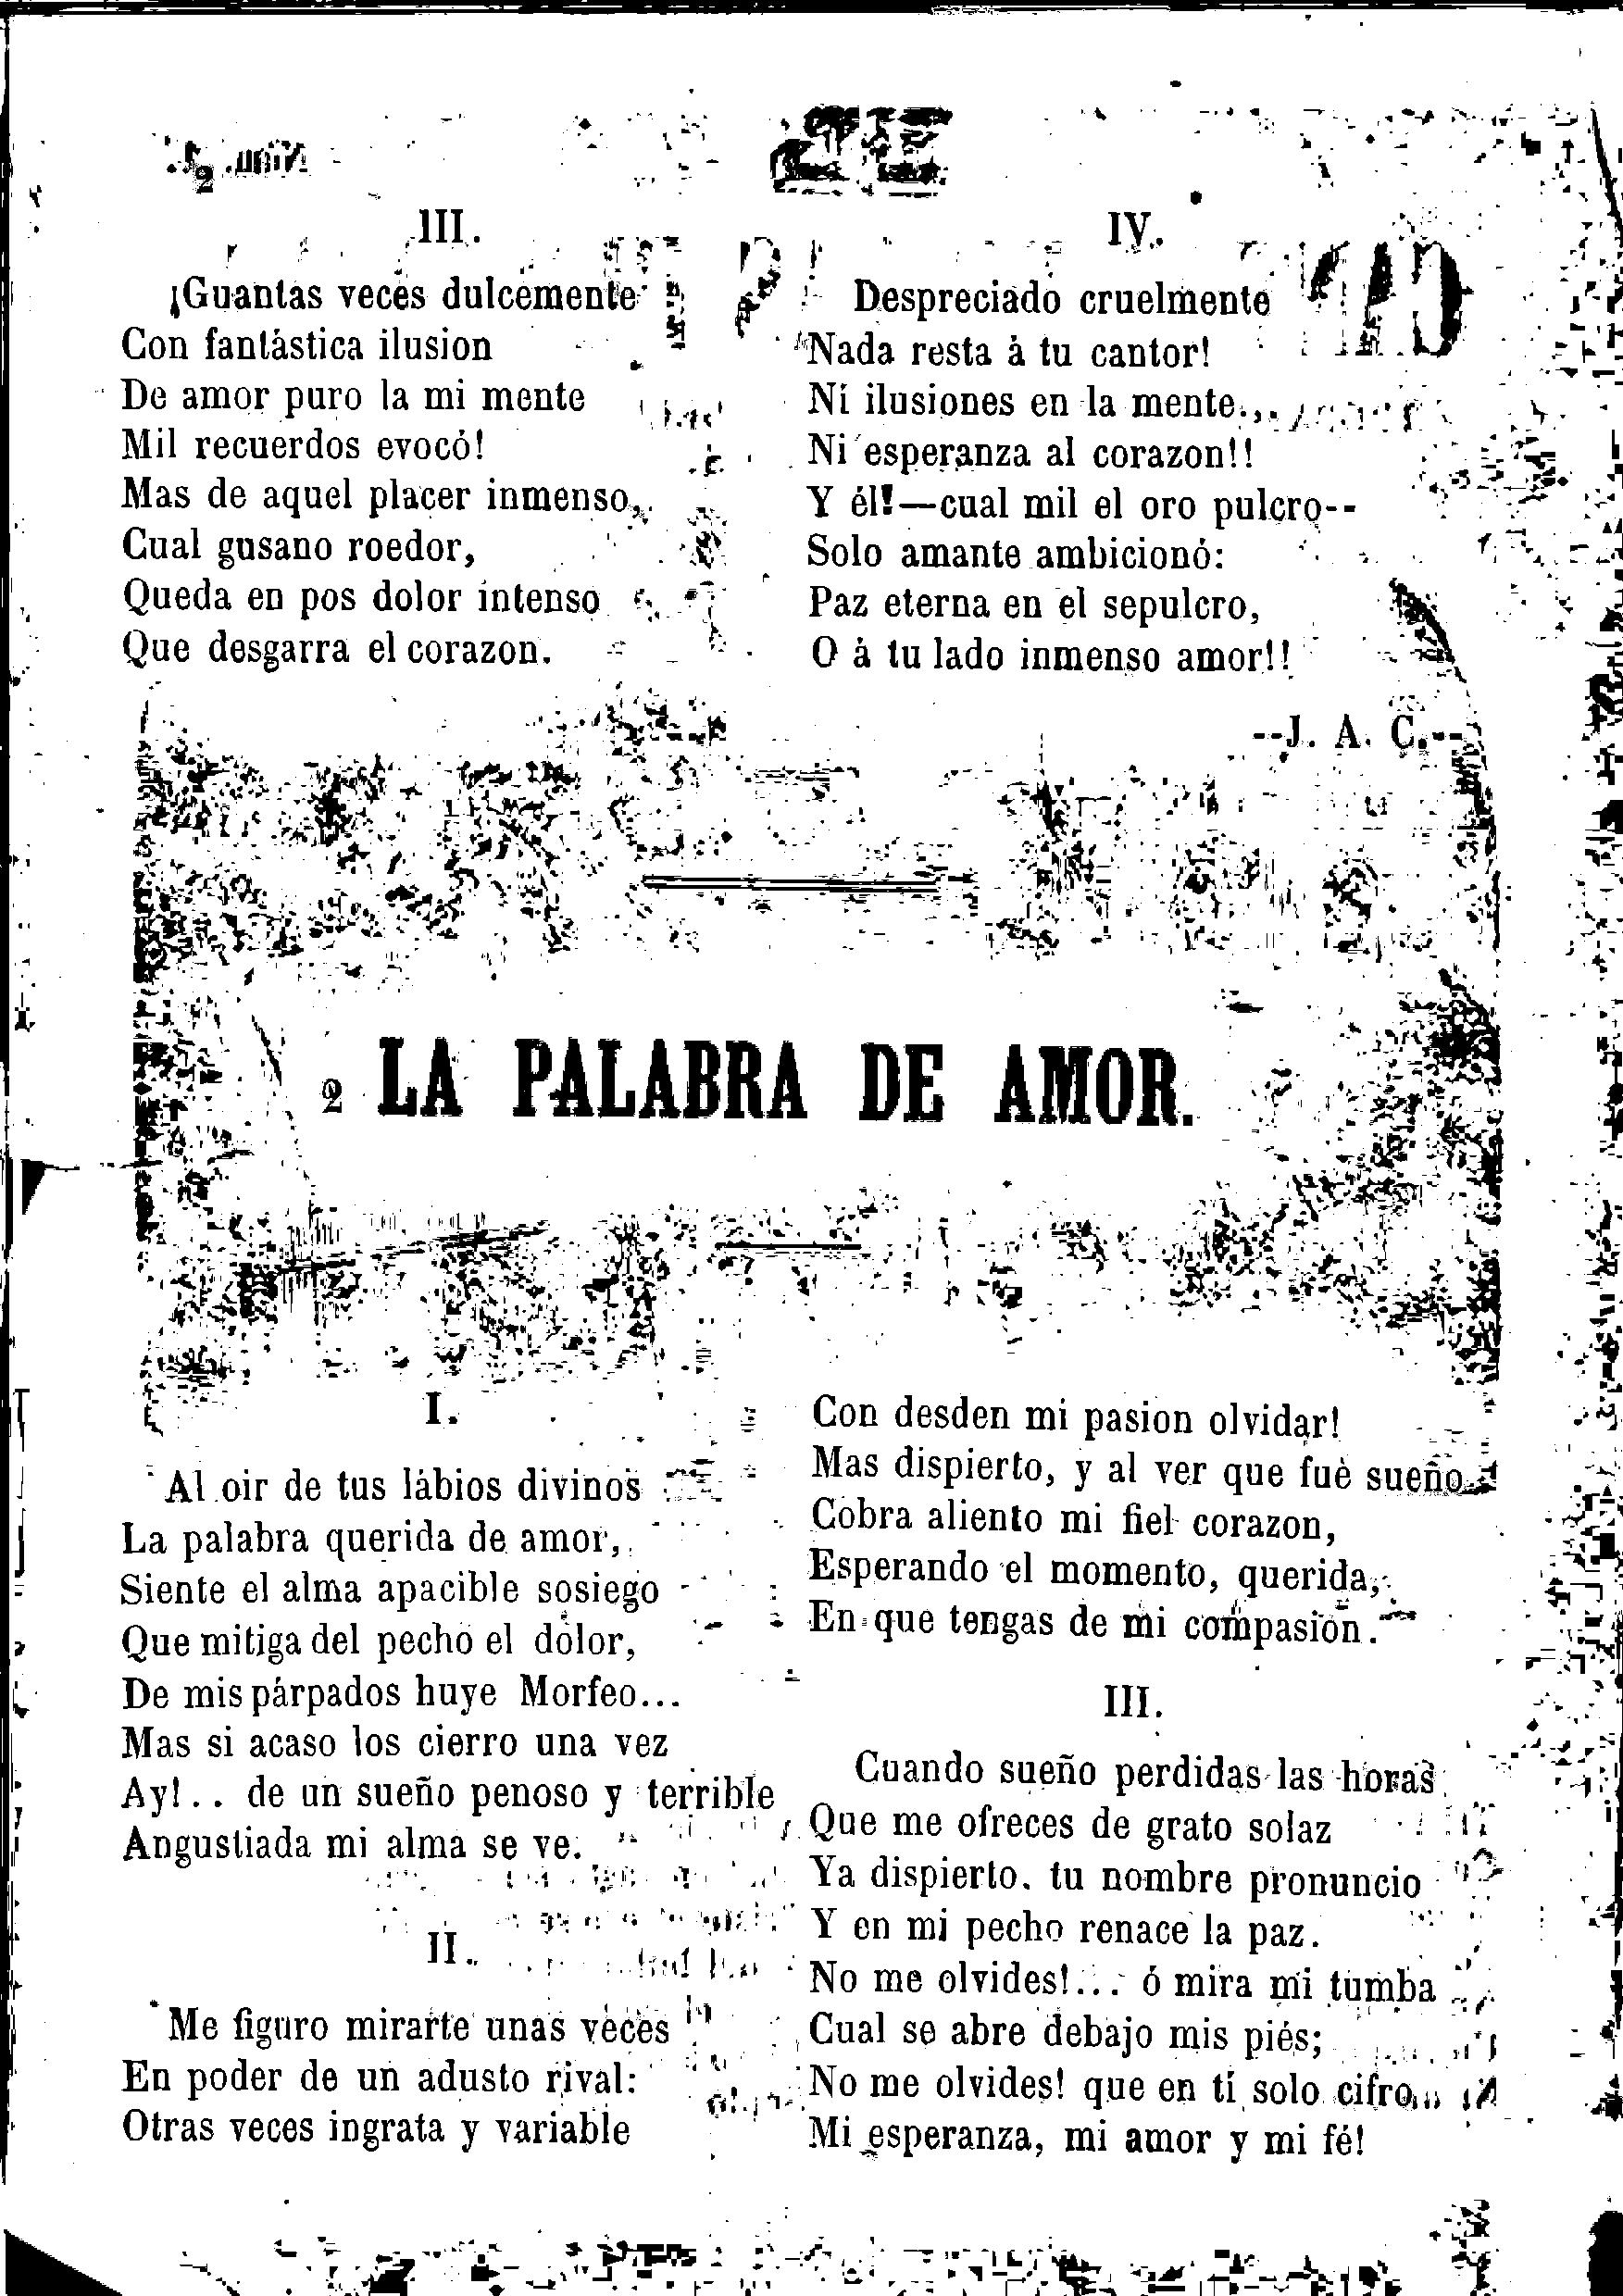 III.
¡Guantas veces dulcemente
Con fantástica ilusion
De amor puro la mi mente
Mil recuerdos evocó!
Mas de aquel placer inmenso,
Cual gusano roedor,
Queda en pos dolor intenso
Que desgarra el corazon.
IV.
Despreciado cruelmente
Nada resta á tu cantor!
Ni ilusiones en la mente...
Ni esperanza al corazon!!
Y él!—cual mil el oro pulcro--
Solo amante ambicionó:
Paz eterna en el sepulcro,
O á tu lado inmenso amor!!
--J. A. C.--
2 LA PALABRA DE AMOR.
I.
Al oir de tus lábios divinos
La palabra querida de amor,
Siente el alma apacible sosiego
Que mitiga del pecho el dolor,
De mis párpados huye Morfeo...
Mas si acaso los cierro una vez
Ay!.. de un sueño penoso y terrible
Angustiada mi alma se ve.
II.
Me figuro mirarte unas veces
En poder de un adusto rival:
Otras veces ingrata y variable
Con desden mi pasion olvidar!
Mas dispierto, y al ver que fué sueño
Cobra aliento mi fiel corazon,
Esperando el momento, querida,
En que tengas de mi compasion.
III.
Cuando sueño perdidas las horas
Que me ofreces de grato solaz
Ya dispierto. tu nombre pronuncio
Y en mi pecho renace la paz.
No me olvides!... ó mira mi tumba
Cual se abre debajo mis piés;
No me olvides! que en tí solo cifro
Mi esperanza, mi amor y mi fé!